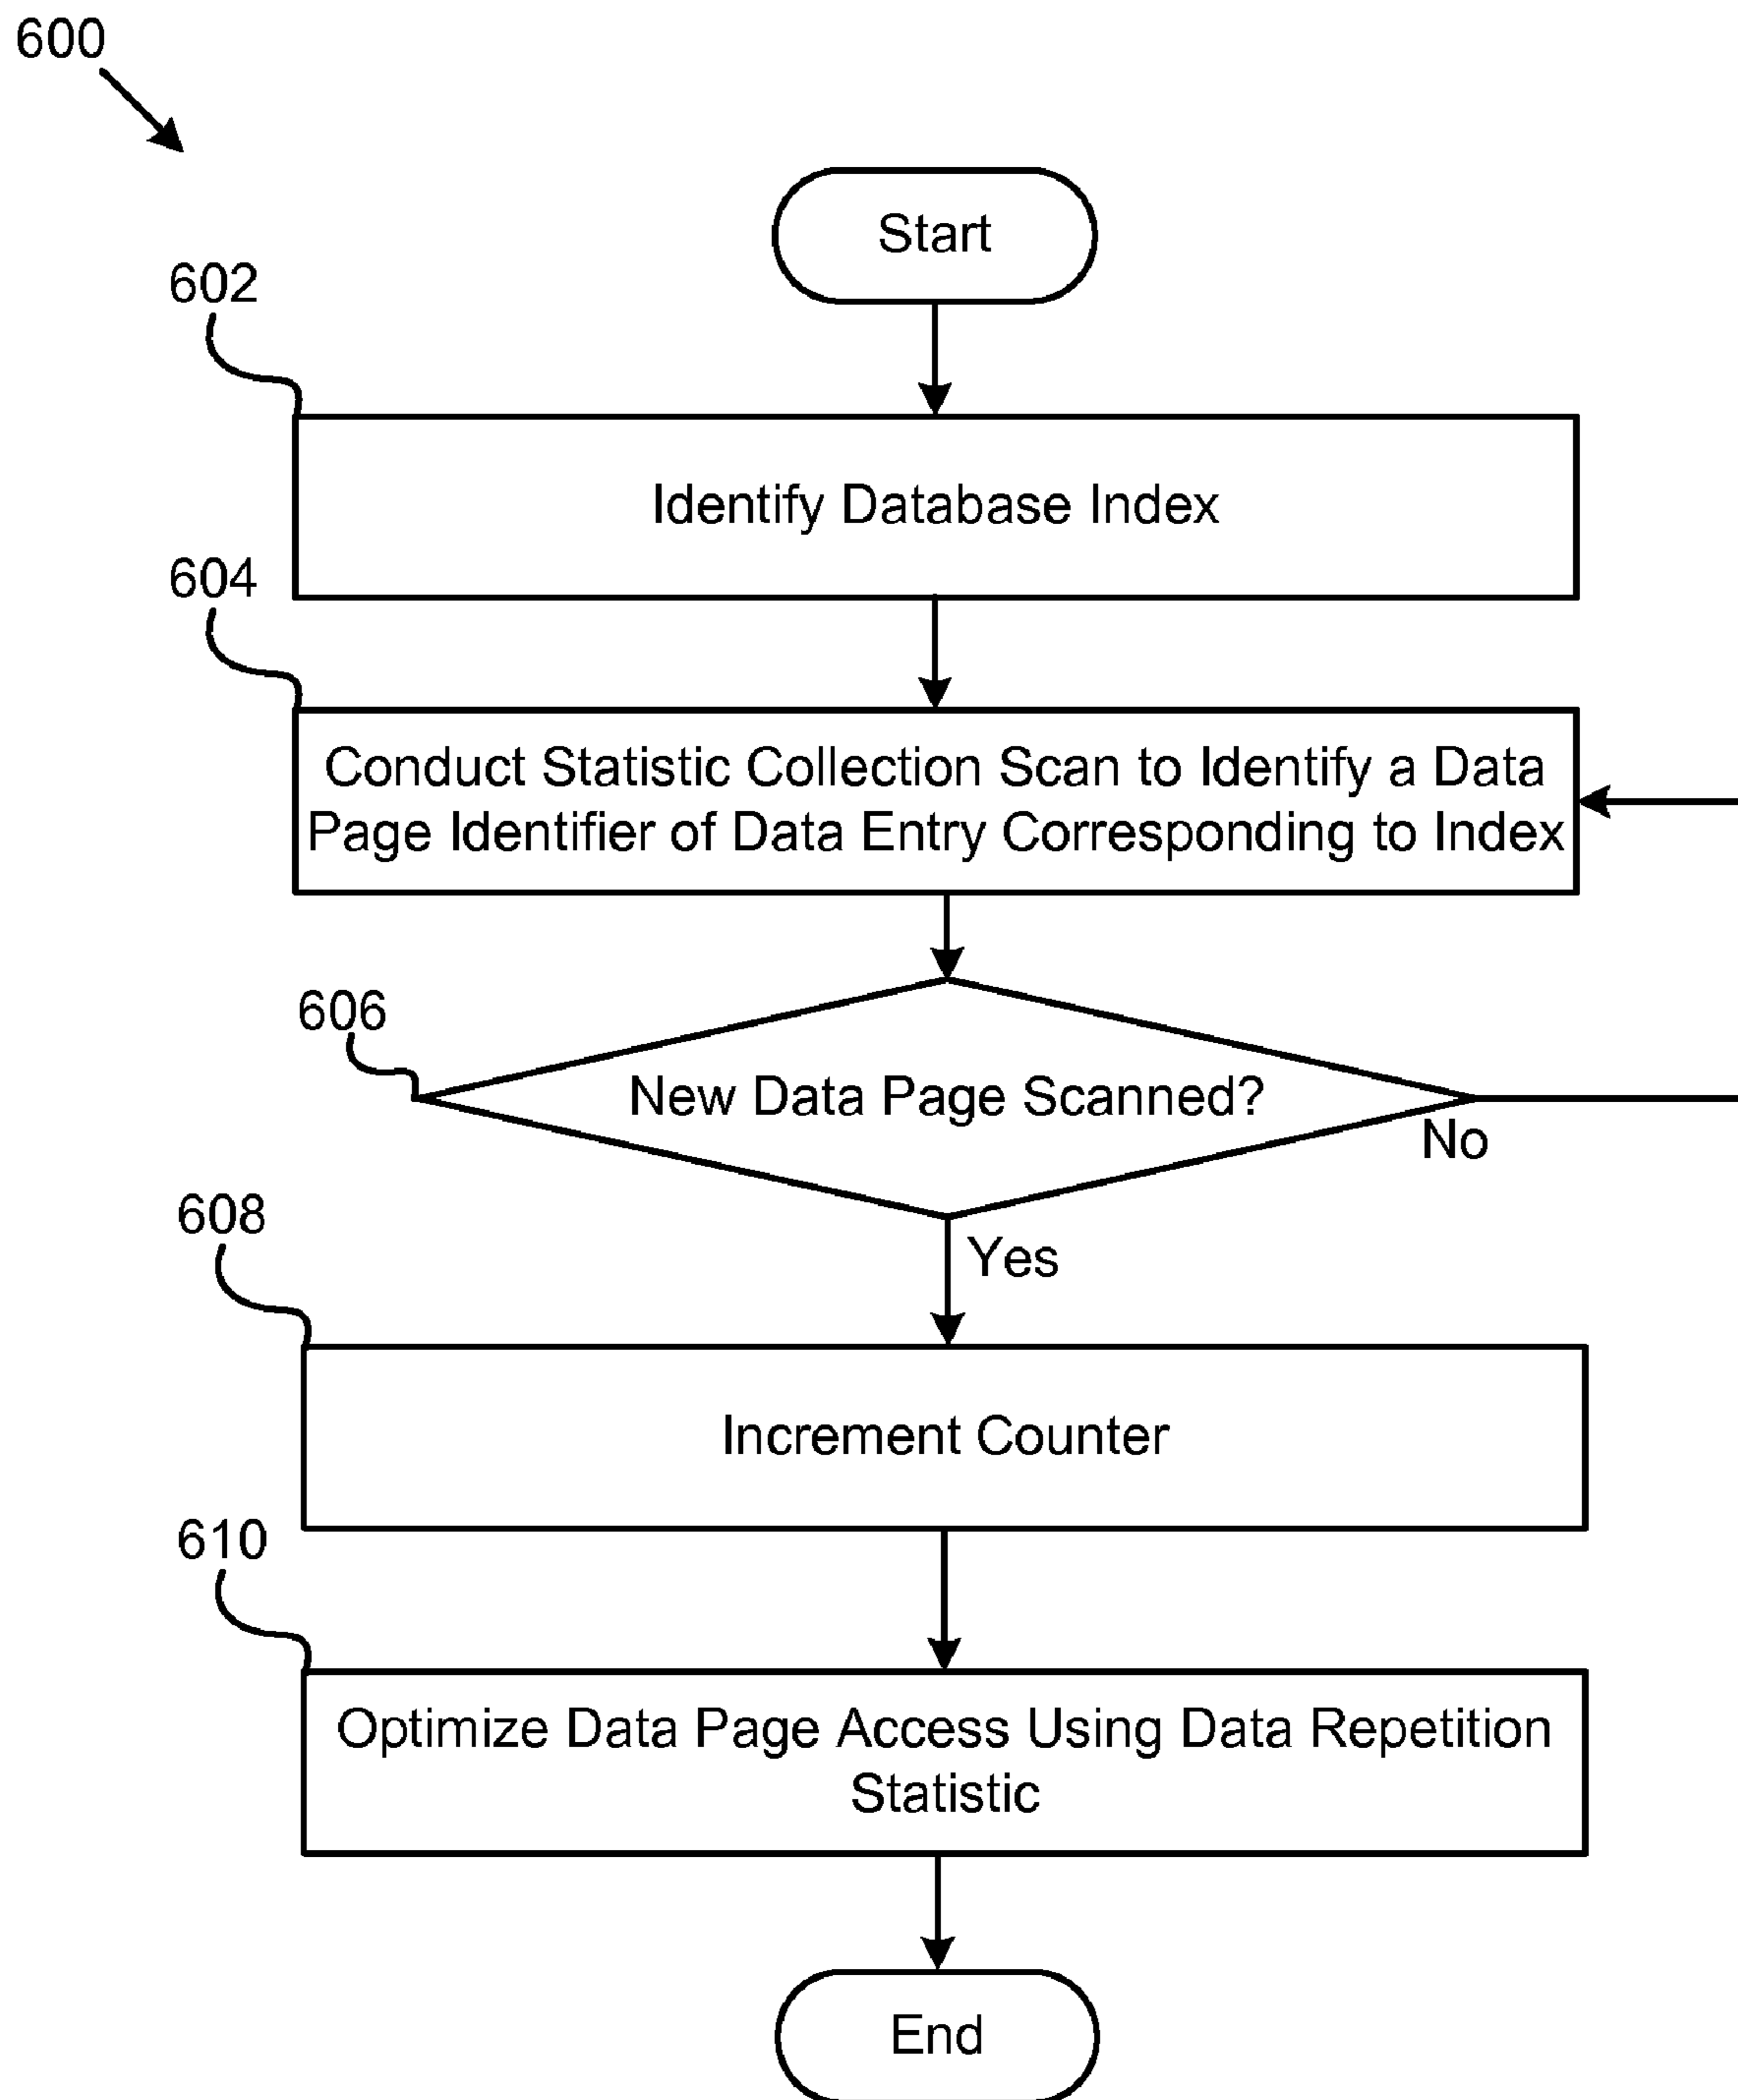 600
Start
602
Identify Database Index
604
Conduct Statistic Collection Scan to Identify a Data
Page Identifier of Data Entry Corresponding to Index
606
New Data Page Scanned?
No
Yes
608
Increment Counter
610
Optimize Data Page Access Using Data Repetition
Statistic
End